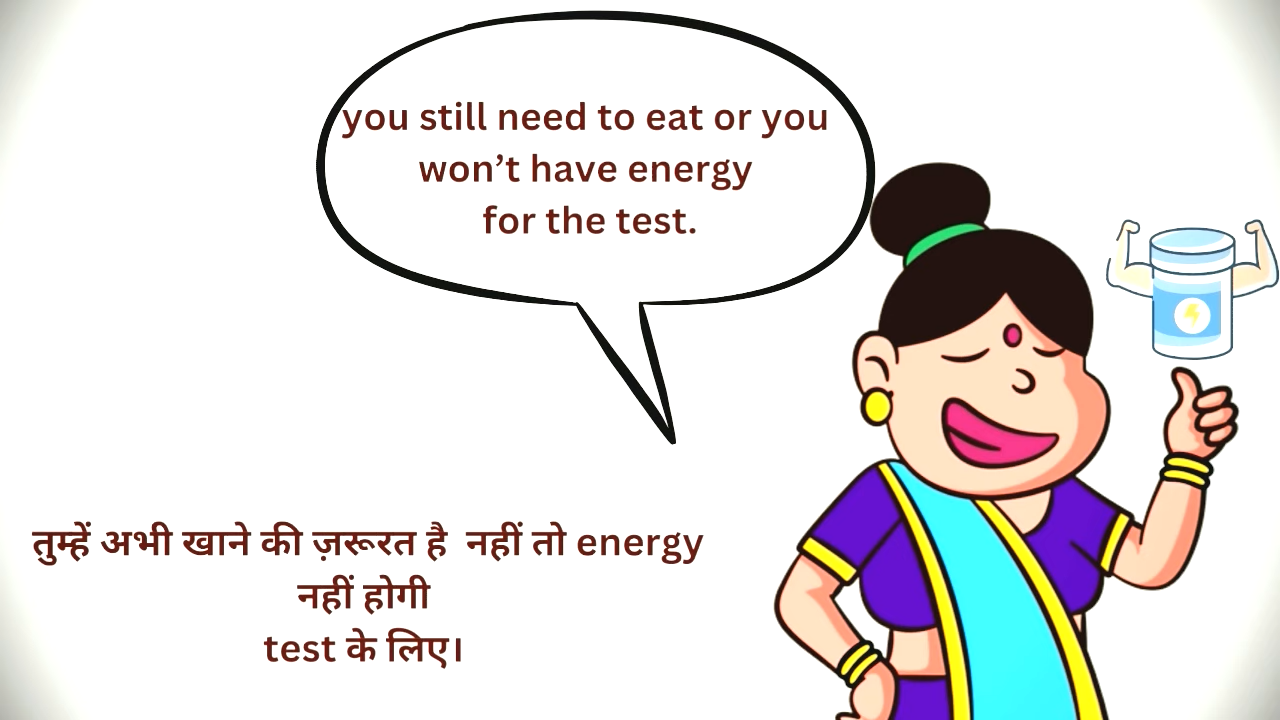 you still need to eat or you
won’t have energy
for the test.
तुम्हें अभी खाने की ज़रूरत है  नहीं तो energy
नहीं होगी
test के लिए।